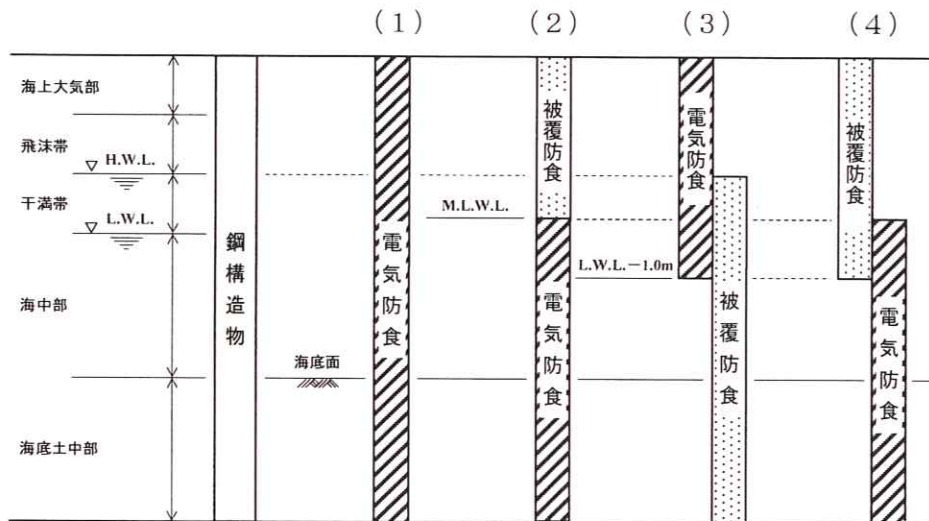 (1)
(2)
(3)
(4)
海上大気部
飛沫帯
H.W.L.
干満帯
L.W.L.
海中部
海底土中部
鋼構造物
海底面
電気防食
M.L.W.L.
被覆防食
電気防食
L.W.L.－1.0m
電気防食
被覆防食
被覆防食
電気防食